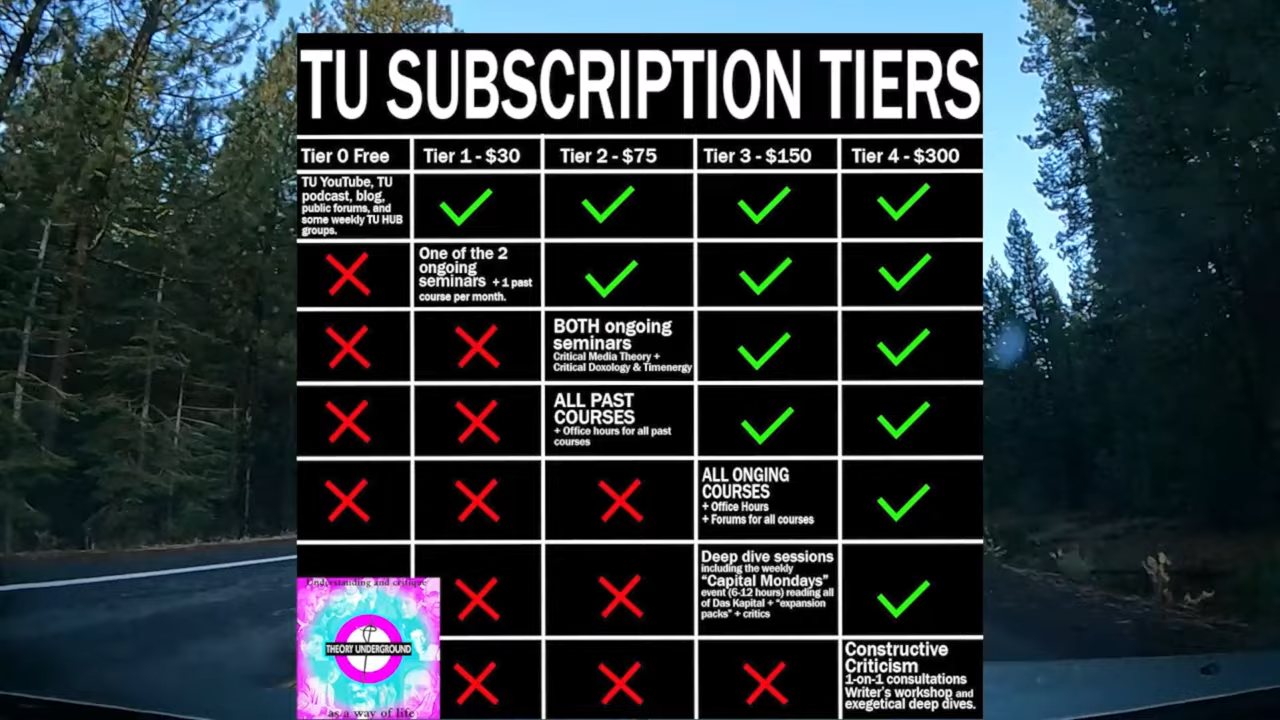 TU SUBSCRIPTION TIERS
Tier 0 Free
Tier 1 - $30
Tier 2 - $75
Tier 3 - $150
Tier 4 - $300
TU YouTube, TU
podcast, blog,
public forums, and
some weekly TU HUB
groups.
One of the 2
ongoing
seminars + 1 past
course per month.
BOTH ongoing
seminars
Critical Media Theory +
Critical Doxology & Timenergy
ALL PAST
COURSES
+ Office hours for all past
courses
ALL ONGING
COURSES
+ Office Hours
+ Forums for all courses
Deep dive sessions
including the weekly
"Capital Mondays"
event (6-12 hours) reading all
of Das Kapital + "expansion
packs" + critics
Constructive
Criticism
1-on-1 consultations
Writer's workshop and
exegetical deep dives.
Understanding and critique
THEORY UNDERGROUND
as a way of life